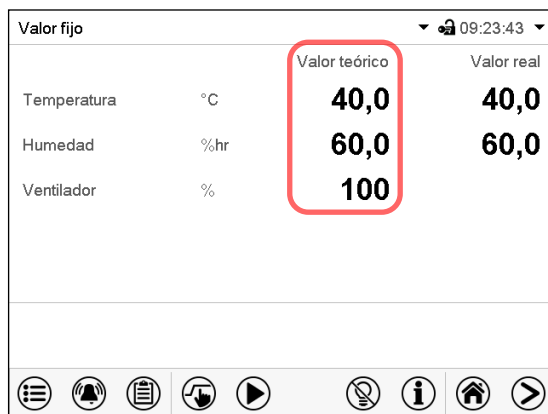 Valor fijo 09:23:43
Valor teórico Valor real
Temperatura °C 40,0 40,0
Humedad %hr 60,0 60,0
Ventilador % 100